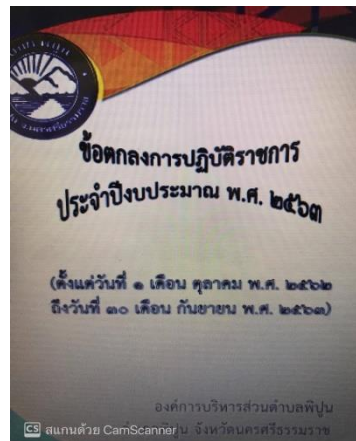 ข้อตกลงการปฏิบัติราชการ
ประจำปีงบประมาณ พ.ศ. ๒๕๖๓
(ตั้งแต่วันที่ ๑ เดือน ตุลาคม พ.ศ. ๒๕๖๒
ถึงวันที่ ๓๐ เดือน กันยายน พ.ศ. ๒๕๖๓)
องค์การบริหารส่วนตำบลพิปูน
พิปูน จังหวัดนครศรีธรรมราช
CS สแกนด้วย CamScanner